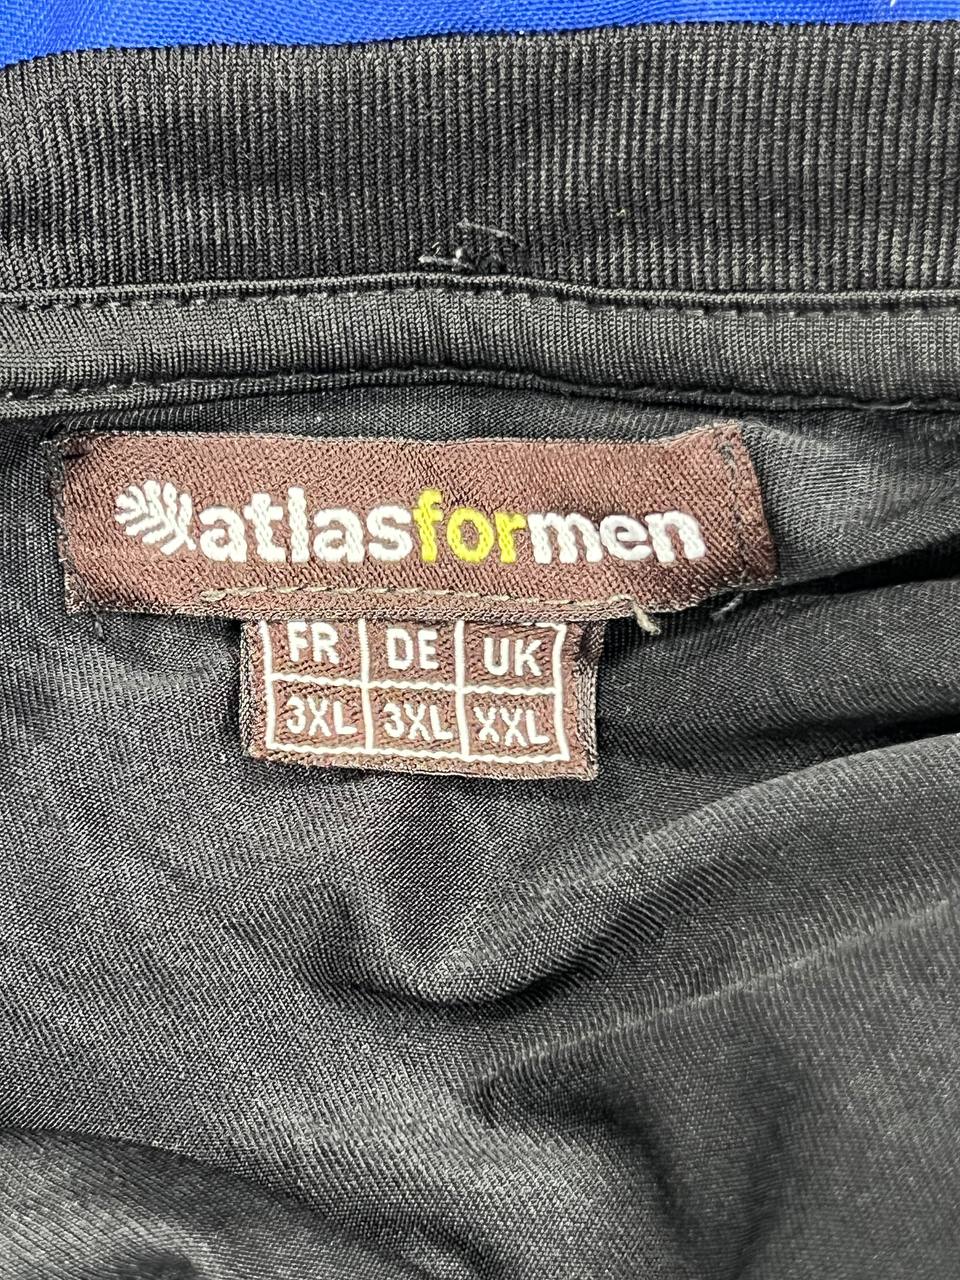 atlasformen
FR DE UK
3XL 3XL XXL